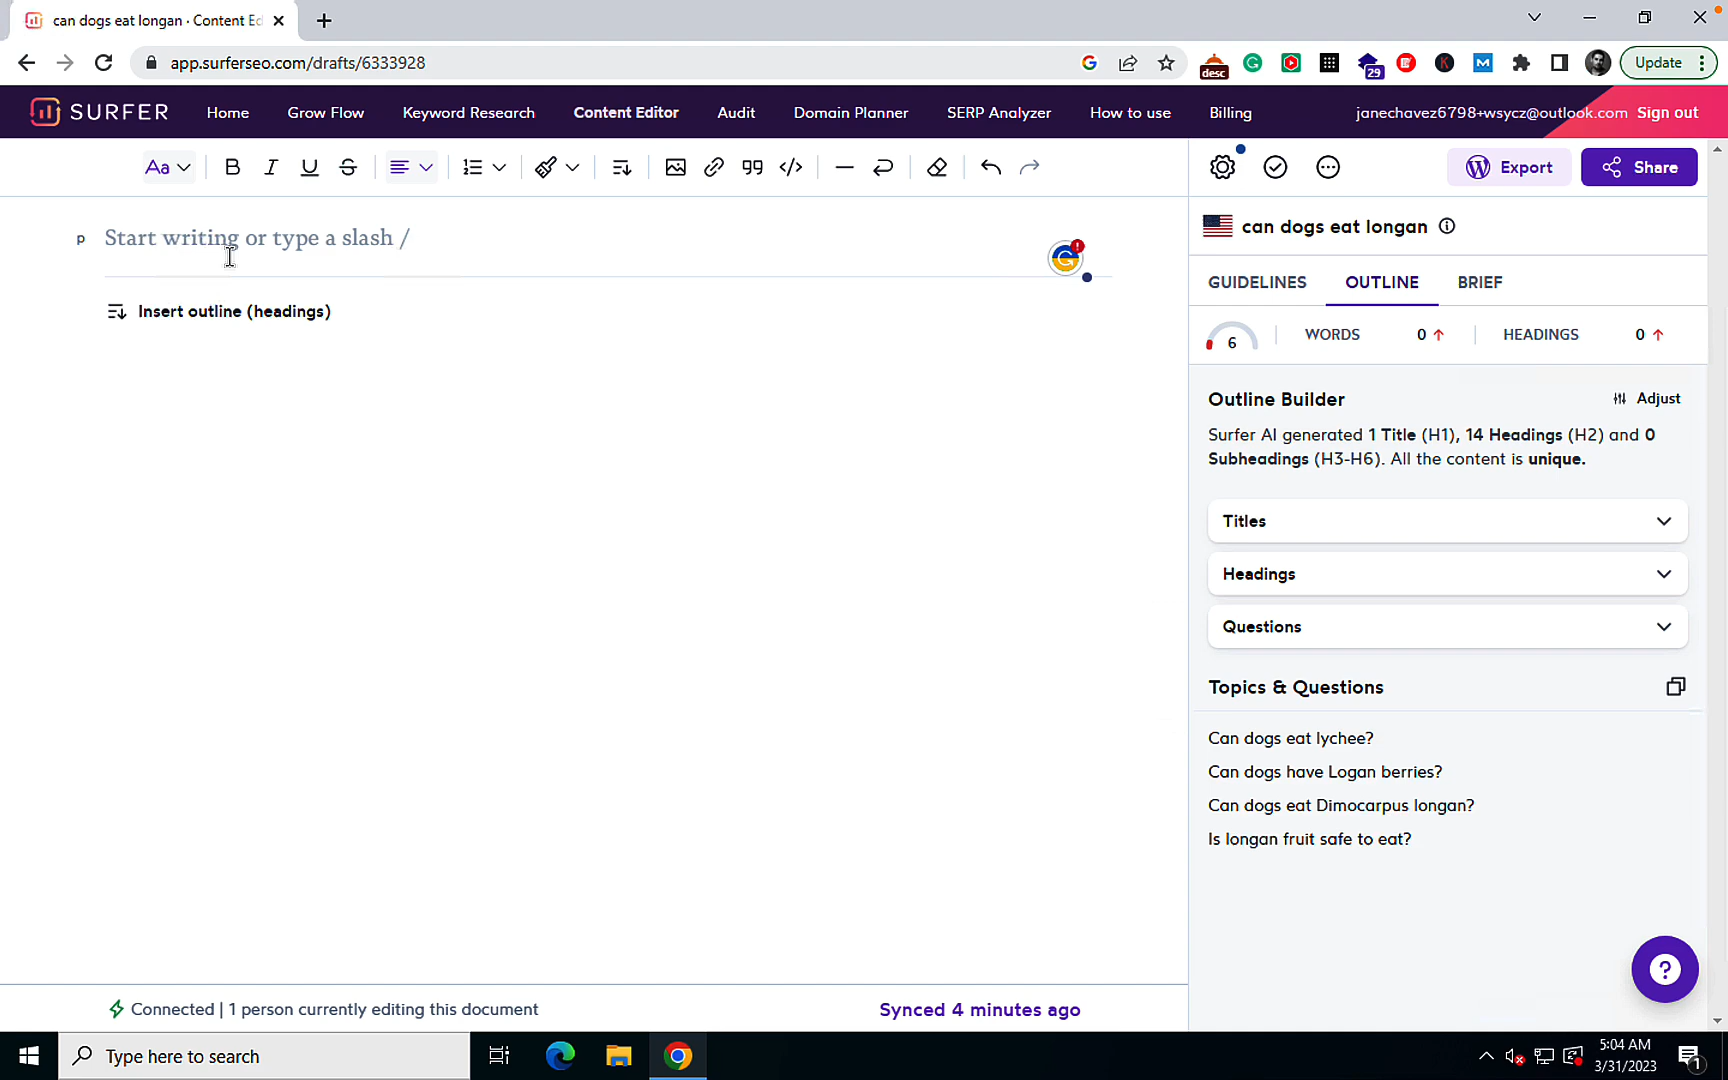 can dogs eat longan · Content Ed
app.surferseo.com/drafts/6333928
desc
29
Update
SURFER
Home
Grow Flow
Keyword Research
Content Editor
Audit
Domain Planner
SERP Analyzer
How to use
Billing
janechavez6798+wsycz@outlook.com
Sign out
Aa
Export
Share
p
Start writing or type a slash /
Insert outline (headings)
can dogs eat longan
GUIDELINES
OUTLINE
BRIEF
6
WORDS
0
HEADINGS
0
Outline Builder
Adjust
Surfer AI generated 1 Title (H1), 14 Headings (H2) and 0
Subheadings (H3-H6). All the content is unique.
Titles
Headings
Questions
Topics & Questions
Can dogs eat lychee?
Can dogs have Logan berries?
Can dogs eat Dimocarpus longan?
Is longan fruit safe to eat?
?
Connected | 1 person currently editing this document
Synced 4 minutes ago
Type here to search
5:04 AM
3/31/2023
1